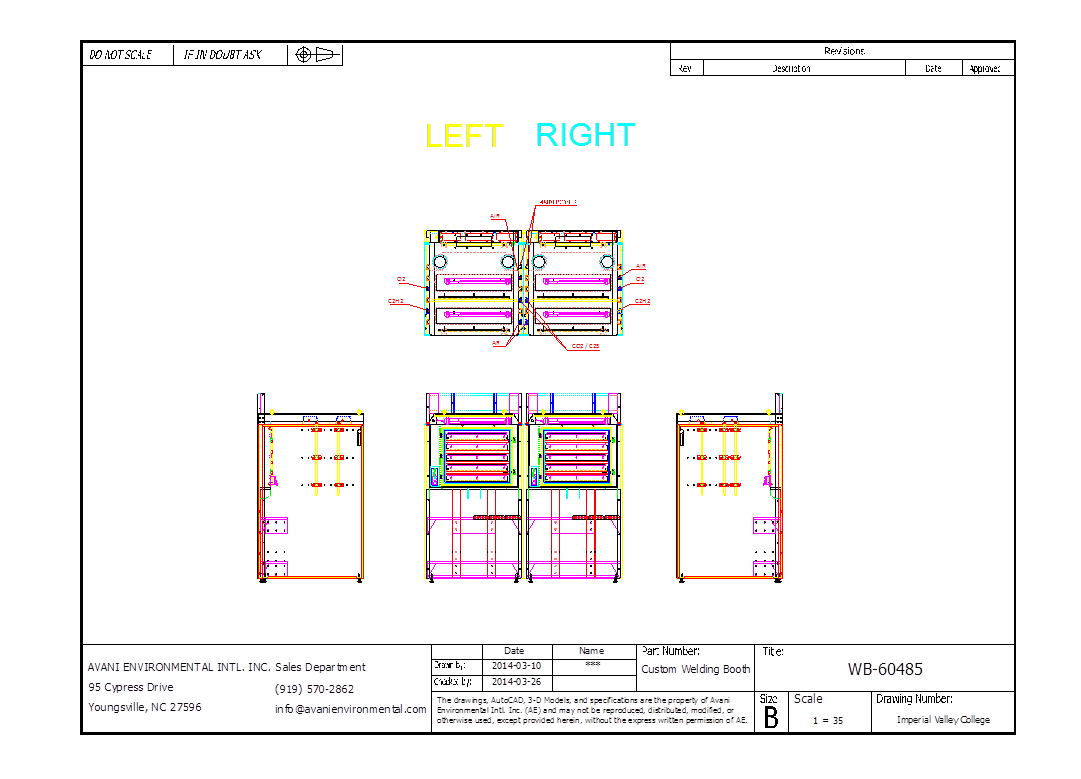 DO NOT SCALE
IF IN DOUBT ASK
Revisions
Rev Description Date Approved
LEFT RIGHT
AIR
AIR
O2
O2
C2H2
C2H2
AR
CO2 / C25
AVANI ENVIRONMENTAL INTL. INC.
95 Cypress Drive
Youngsville, NC 27596
Sales Department
(919) 570-2862
info@avanienvironmental.com
Date Name
Drawn by: 2014-03-10 ***
Checked by: 2014-03-26
Part Number:
Custom Welding Booth
The drawings, AutoCAD, 3-D Models, and specifications are the property of Avani
Environmental Intl. Inc. (AE) and may not be reproduced, distributed, modified, or
otherwise used, except provided herein, without the express written permission of AE.
Title:
WB-60485
Size
B
Scale
1 = 35
Drawing Number:
Imperial Valley College